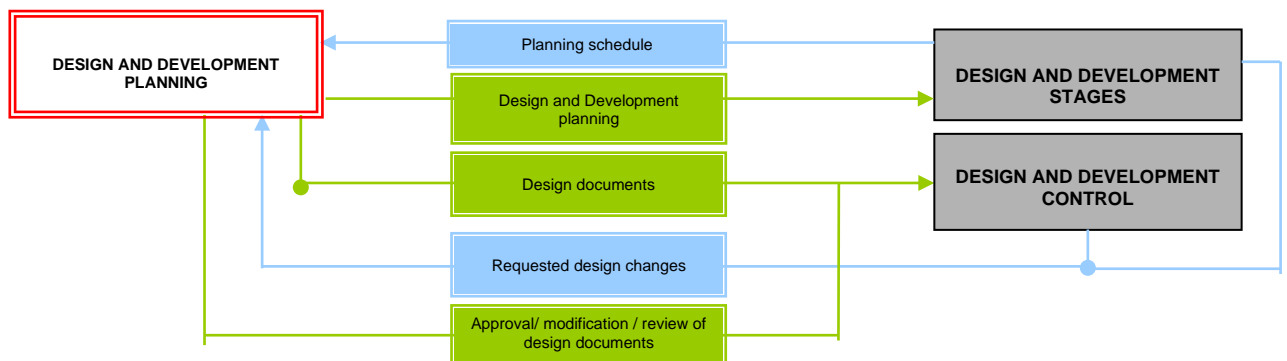 DESIGN AND DEVELOPMENT
PLANNING
Planning schedule
Design and Development
planning
Design documents
Requested design changes
Approval/ modification / review of
design documents
DESIGN AND DEVELOPMENT
STAGES
DESIGN AND DEVELOPMENT
CONTROL